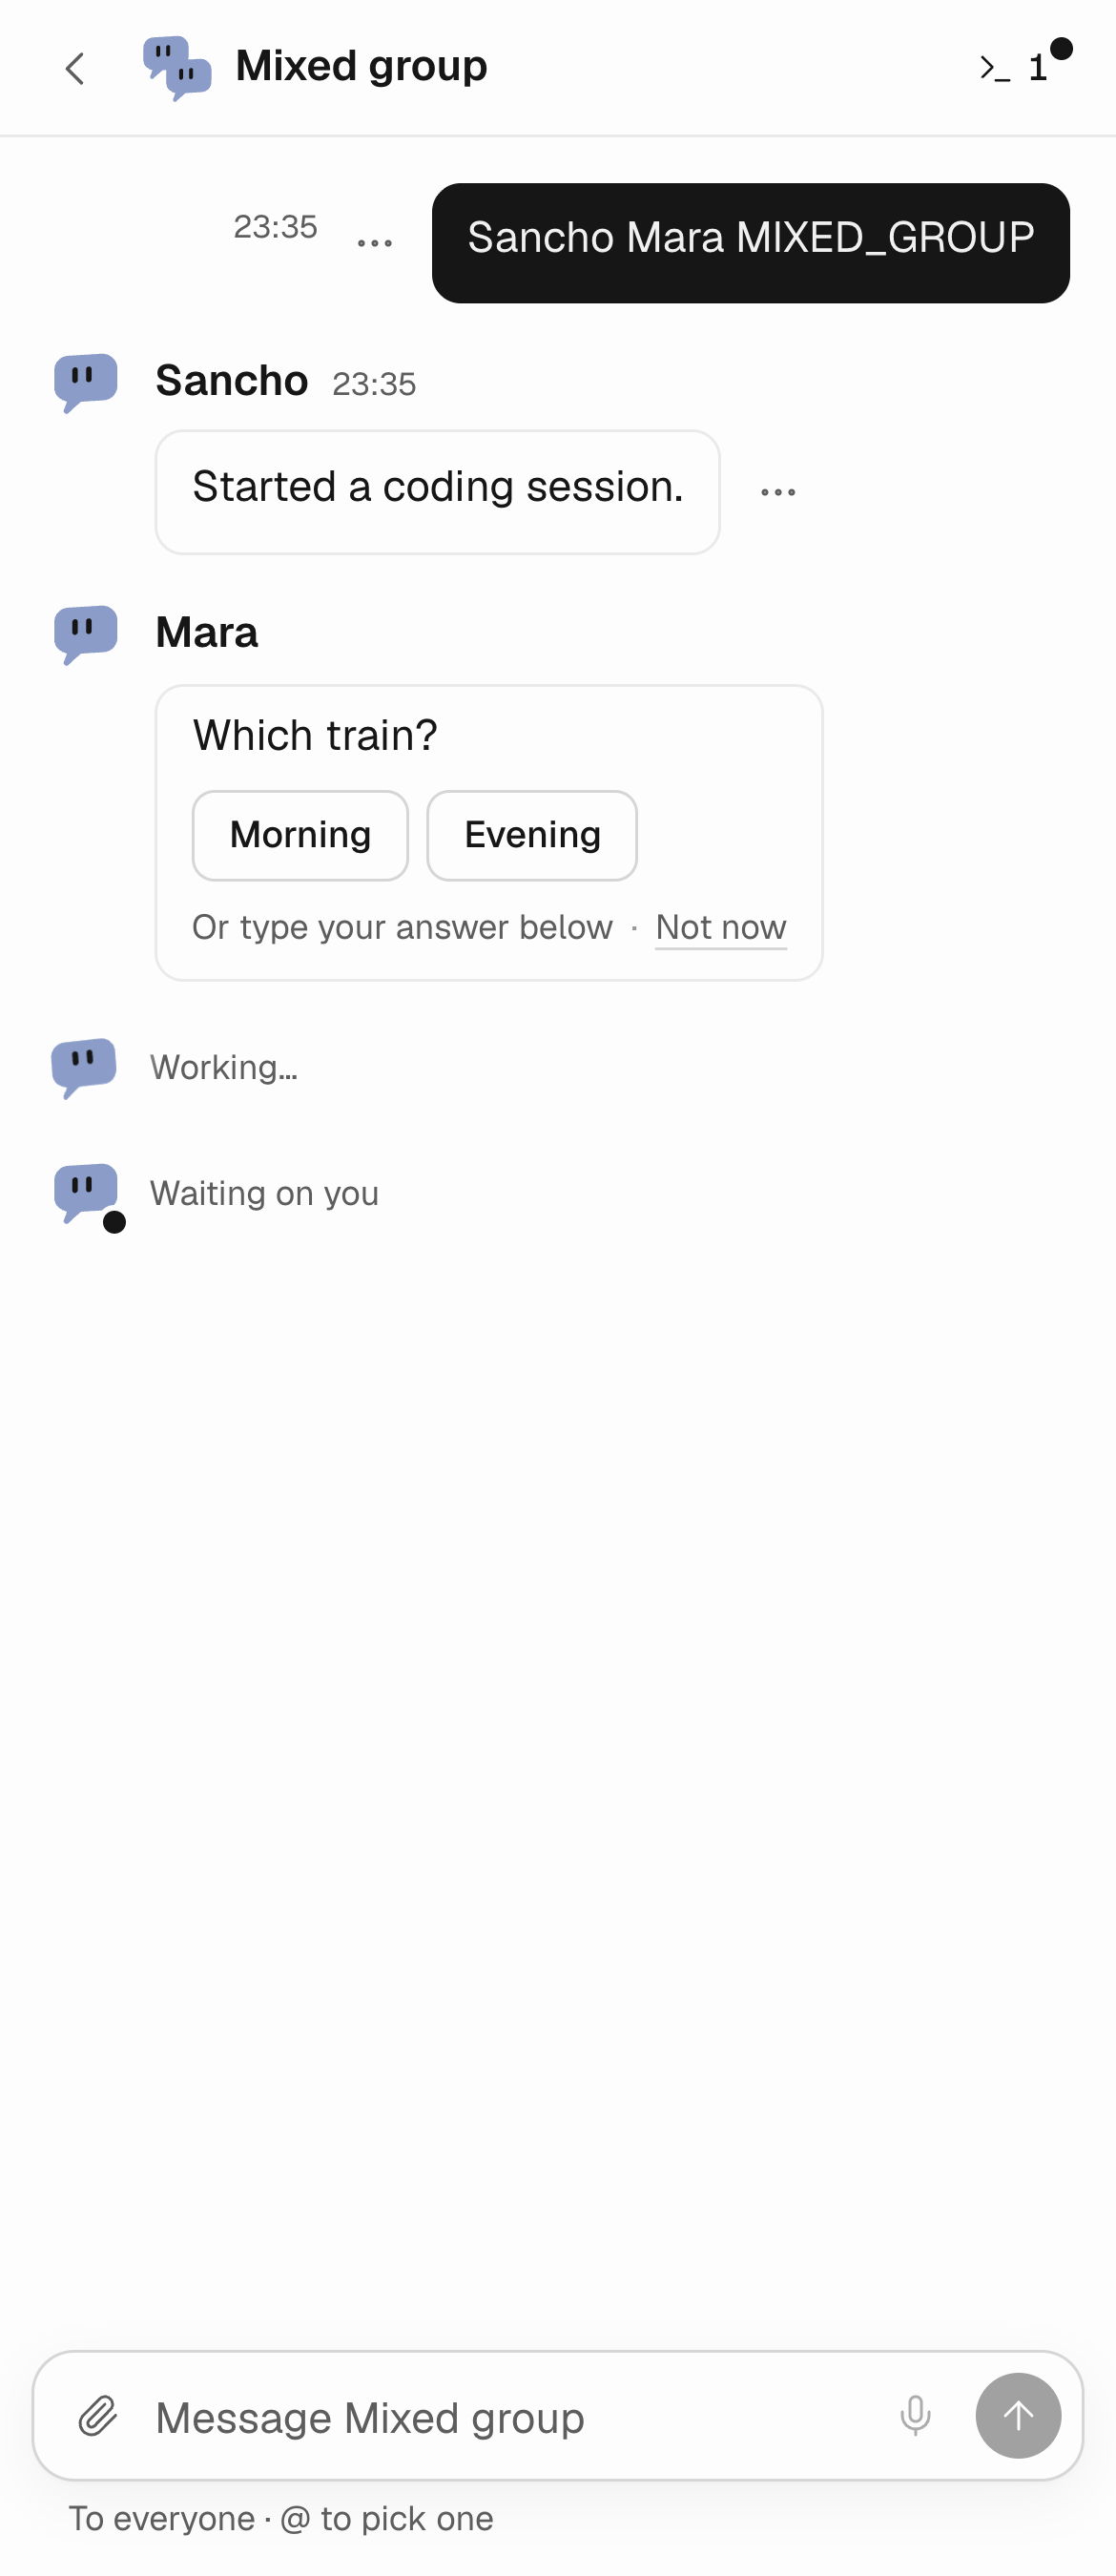 Mixed group
>_ 1
23:35
Sancho Mara MIXED_GROUP
Sancho 23:35
Started a coding session.
Mara
Which train?
Morning Evening
Or type your answer below · Not now
Working...
Waiting on you
Message Mixed group
To everyone · @ to pick one